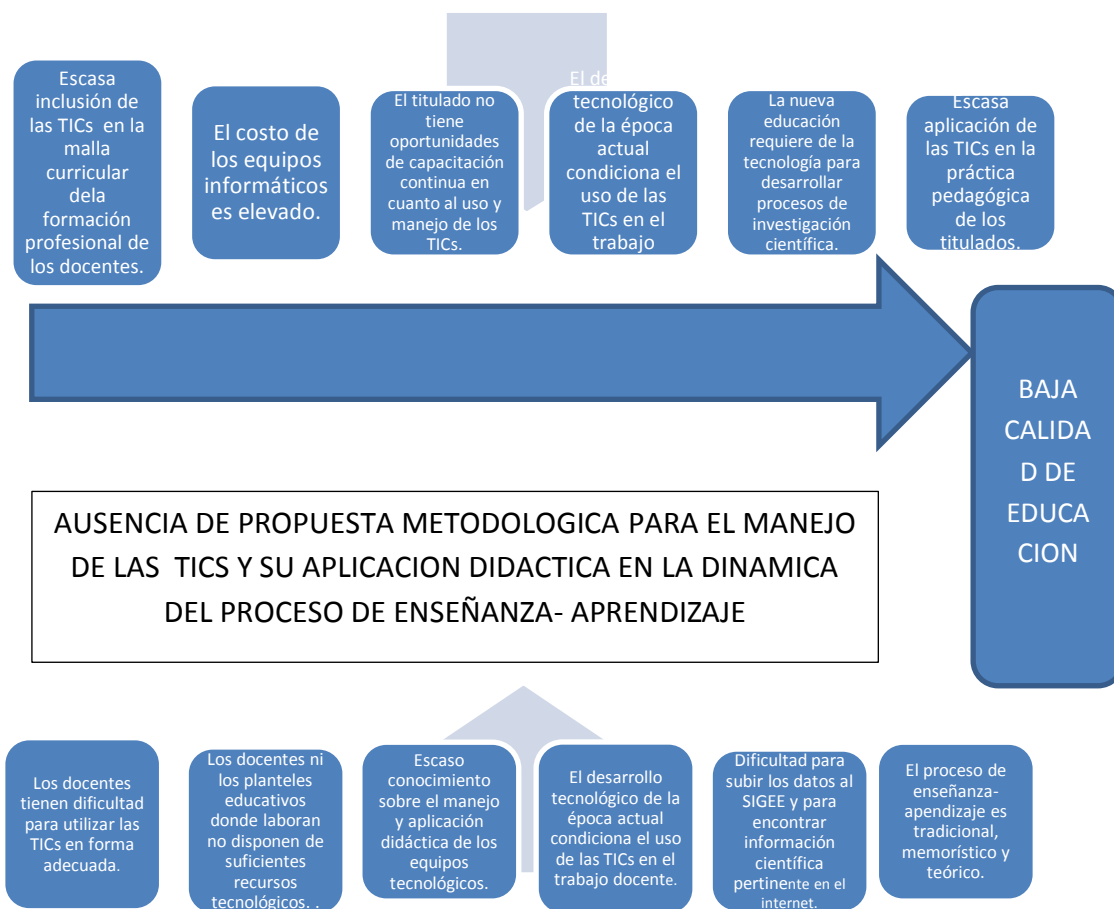 Escasa
inclusión de
las TICs en la
malla
curricular
dela
formación
profesional de
los docentes.
El costo de
los equipos
informáticos
es elevado.
El titulado no
tiene
oportunidades
de capacitación
continua en
cuanto al uso y
manejo de los
TICs.
El
tecnológico
de la época
actual
condiciona el
uso de las
TICs en el
trabajo
La nueva
educación
requiere de la
tecnología para
desarrollar
procesos de
investigación
científica.
Escasa
aplicación de
las TICs en la
práctica
pedagógica
de los
titulados.
BAJA
CALIDA
D DE
EDUCA
CION
AUSENCIA DE PROPUESTA METODOLOGICA PARA EL MANEJO
DE LAS TICS Y SU APLICACION DIDACTICA EN LA DINAMICA
DEL PROCESO DE ENSEÑANZA- APRENDIZAJE
Los docentes
tienen dificultad
para utilizar las
TICs en forma
adecuada.
Los docentes ni
los planteles
educativos
donde laboran
no disponen de
suficientes
recursos
tecnológicos. .
Escaso
conocimiento
sobre el manejo
y aplicación
didáctica de los
equipos
tecnológicos.
El desarrollo
tecnológico de la
época actual
condiciona el uso
de las TICs en el
trabajo docente.
Dificultad para
subir los datos al
SIGEE y para
encontrar
información
científica
pertinente en el
internet.
El proceso de
enseñanza-
apendizaje es
tradicional,
memorístico y
teórico.